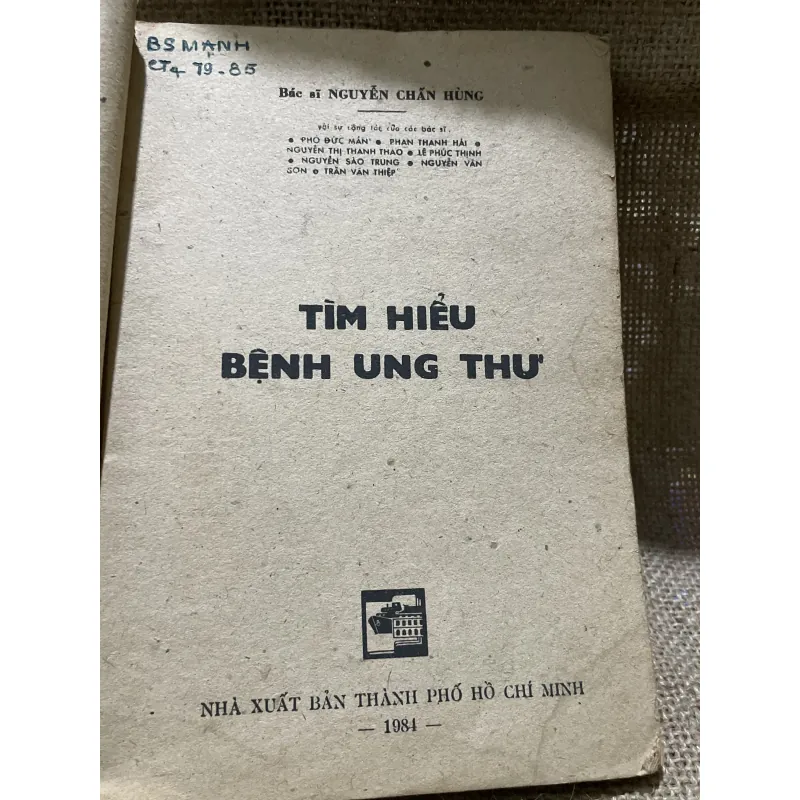 BS MẠNH
CT4 79-85
Bác sĩ NGUYỄN CHẤN HÙNG
với sự cộng tác của các bác sĩ :
● PHÓ ĐỨC MẪN ● PHAN THANH HẢI ●
NGUYỄN THỊ THANH THAO ● LÊ PHÚC THỊNH
● NGUYỄN SÀO TRUNG ● NGUYỄN VĂN
SƠN ● TRẦN VĂN THIỆP
TÌM HIỂU
BỆNH UNG THƯ
NHÀ XUẤT BẢN THÀNH PHỐ HỒ CHÍ MINH
— 1984 —